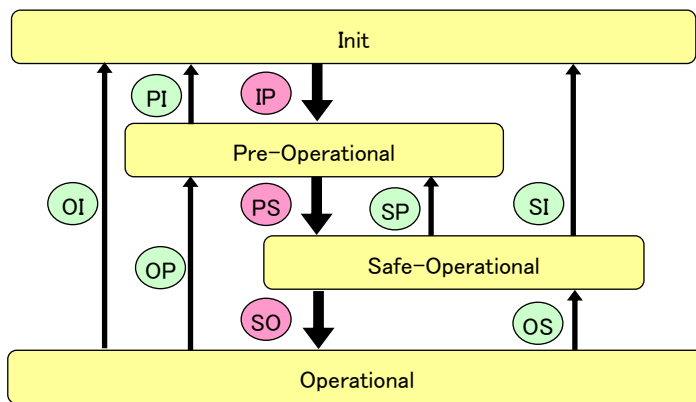 Init
PI
IP
Pre-Operational
OI
OP
PS
SP
SI
Safe-Operational
SO
OS
Operational